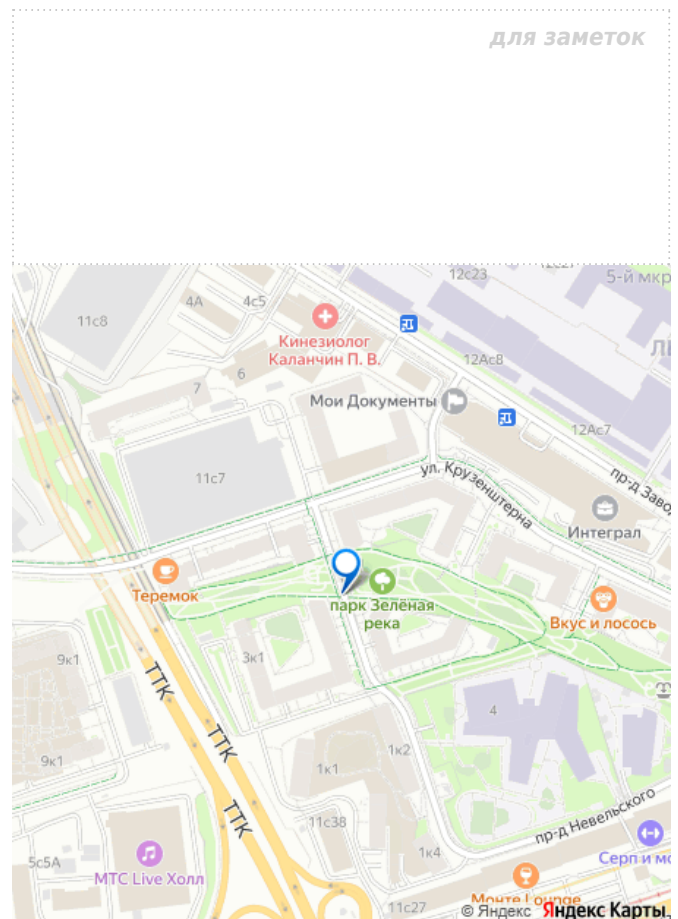 для заметок
12с23
5-й мкр
4А
4с5
11с8
Кинезиолог
Каланчин П. В.
12Ас8
6
7
Мои Документы
12Ас7
11с7
ул. Крузенштерна
пр-д Заво
Интеграл
Теремок
парк Зелёная
река
Вкус и лосось
3к1
9к1
ТТК
4
ТТК
1к2
9к1
1к1
ТТК
11с38
пр-д Невельского
1к4
5с5А
МТС Live Холл
Серп и мо
Монте Lounge
11с27
© Яндекс Яндекс Карты